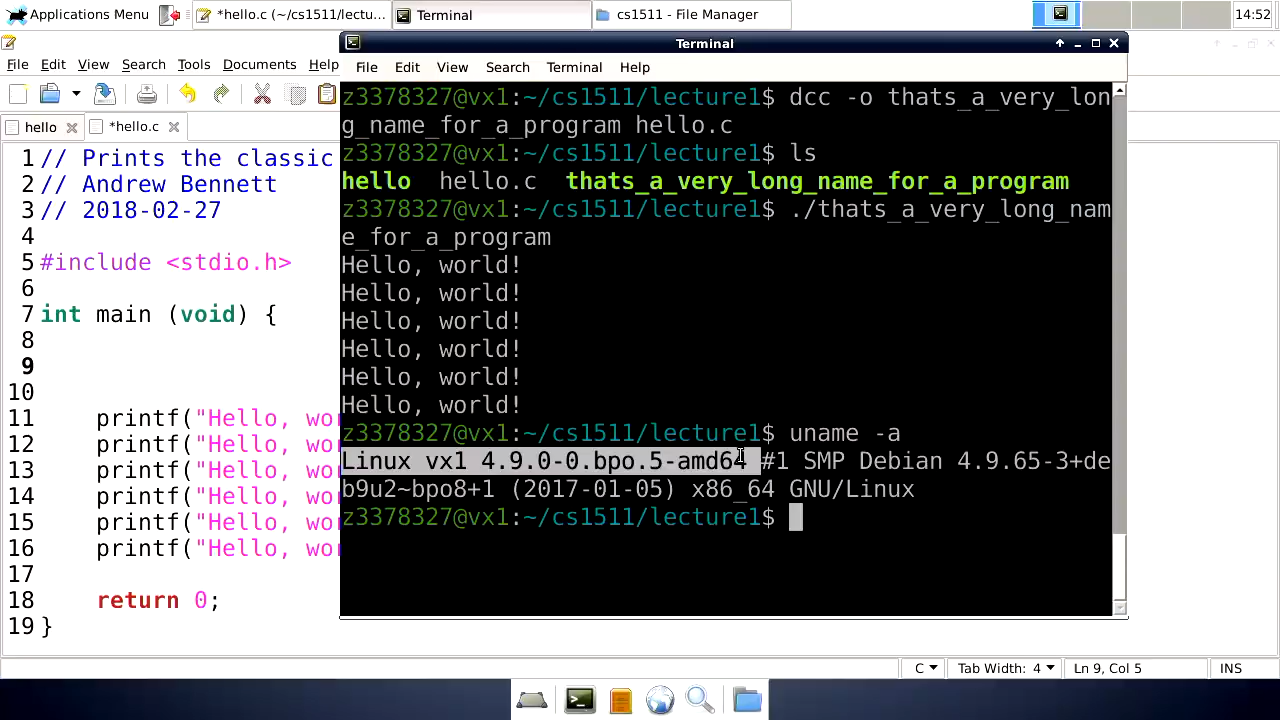 Applications Menu
*hello.c (~/cs1511/lectu...
Terminal
cs1511 - File Manager
14:52
File Edit View Search Tools Documents Help
hello
*hello.c
1 // Prints the classic
2 // Andrew Bennett
3 // 2018-02-27
4
5 #include <stdio.h>
6
7 int main (void) {
8
9
10
11 printf("Hello, wo
12 printf("Hello, wo
13 printf("Hello, wo
14 printf("Hello, wo
15 printf("Hello, wo
16 printf("Hello, wo
17
18 return 0;
19 }
Terminal
File Edit View Search Terminal Help
z3378327@vx1:~/cs1511/lecture1$ dcc -o thats_a_very_lon
g_name_for_a_program hello.c
z3378327@vx1:~/cs1511/lecture1$ ls
hello hello.c thats_a_very_long_name_for_a_program
z3378327@vx1:~/cs1511/lecture1$ ./thats_a_very_long_nam
e_for_a_program
Hello, world!
Hello, world!
Hello, world!
Hello, world!
Hello, world!
Hello, world!
z3378327@vx1:~/cs1511/lecture1$ uname -a
Linux vx1 4.9.0-0.bpo.5-amd64 #1 SMP Debian 4.9.65-3+de
b9u2~bpo8+1 (2017-01-05) x86_64 GNU/Linux
z3378327@vx1:~/cs1511/lecture1$
C Tab Width: 4 Ln 9, Col 5 INS